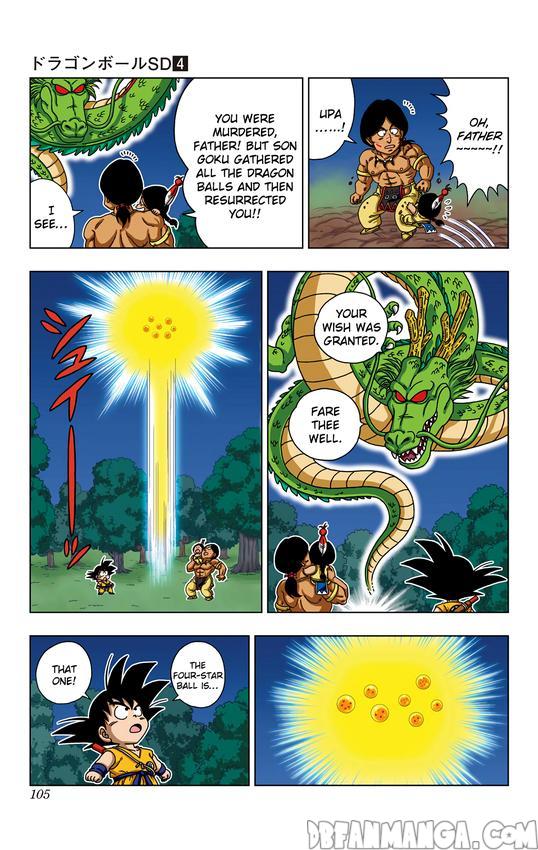 ドラゴンボールSD4
OH,
FATHER
~~~~~!!
UPA
......!
YOU WERE
MURDERED,
FATHER! BUT SON
GOKU GATHERED
ALL THE DRAGON
BALLS AND THEN
RESURRECTED
YOU!!
I
SEE...
YOUR
WISH WAS
GRANTED.
FARE
THEE
WELL.
ジュイーーッ
THE
FOUR-STAR
BALL IS...
THAT
ONE!
105
DBFANMANGA.COM